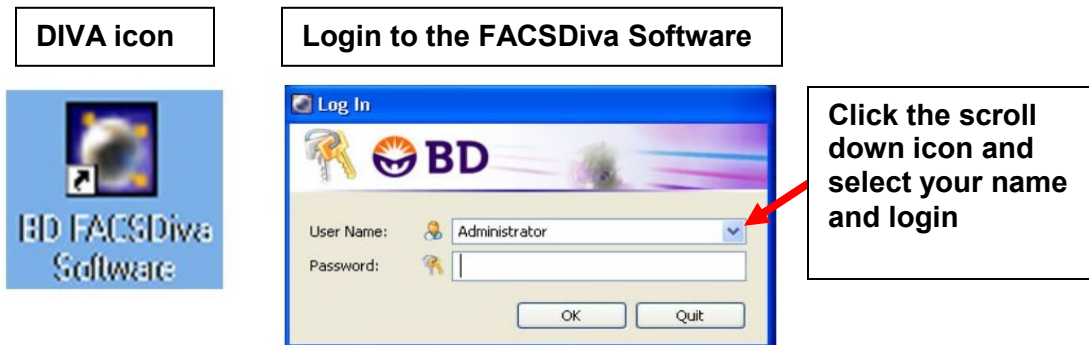 DIVA icon
Login to the FACSDiva Software
BD FACSDiva
Software
Log In
BD
User Name:
Administrator
Password:
OK
Quit
Click the scroll
down icon and
select your name
and login